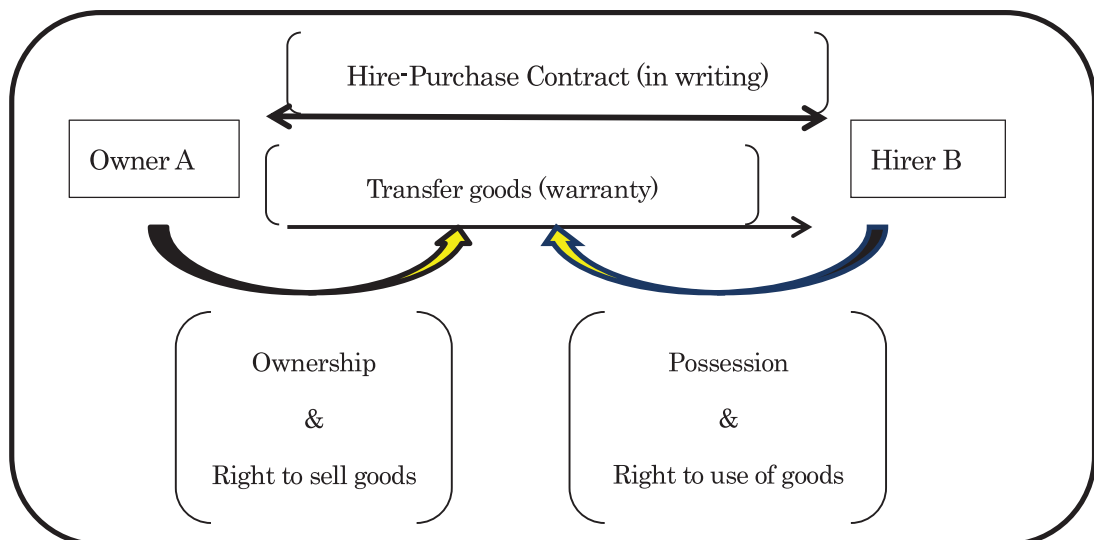 Hire-Purchase Contract (in writing)
Owner A
Hirer B
Transfer goods (warranty)
Ownership
&
Right to sell goods
Possession
&
Right to use of goods